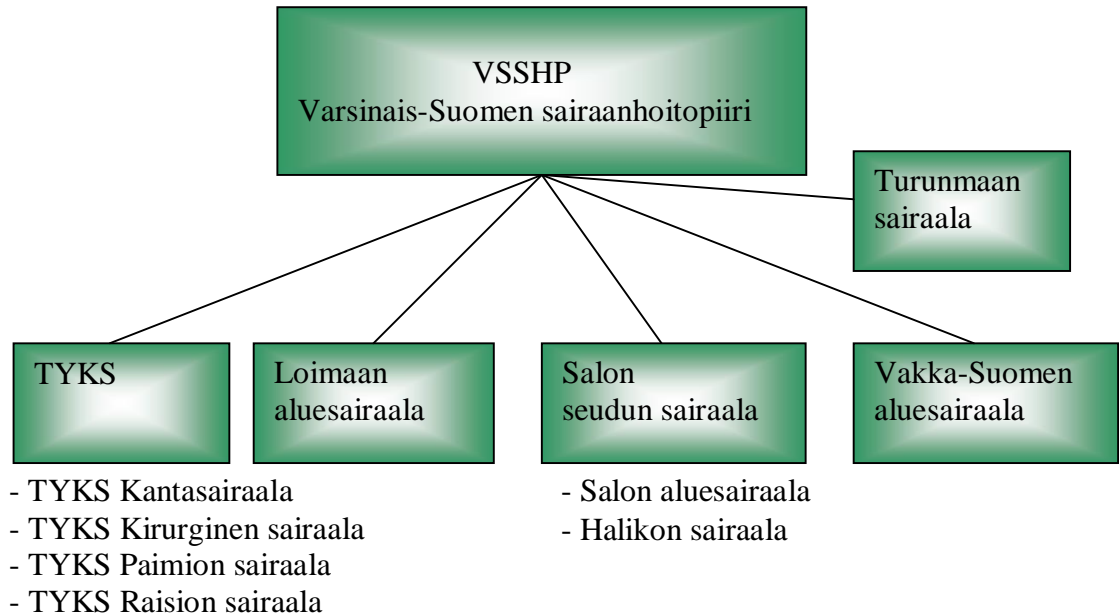 VSSHP
Varsinais-Suomen sairaanhoitopiiri
Turunmaan
sairaala
TYKS
Loimaan
aluesairaala
Salon
seudun sairaala
Vakka-Suomen
aluesairaala
- TYKS Kantasairaala
- TYKS Kirurginen sairaala
- TYKS Paimion sairaala
- TYKS Raision sairaala
- Salon aluesairaala
- Halikon sairaala